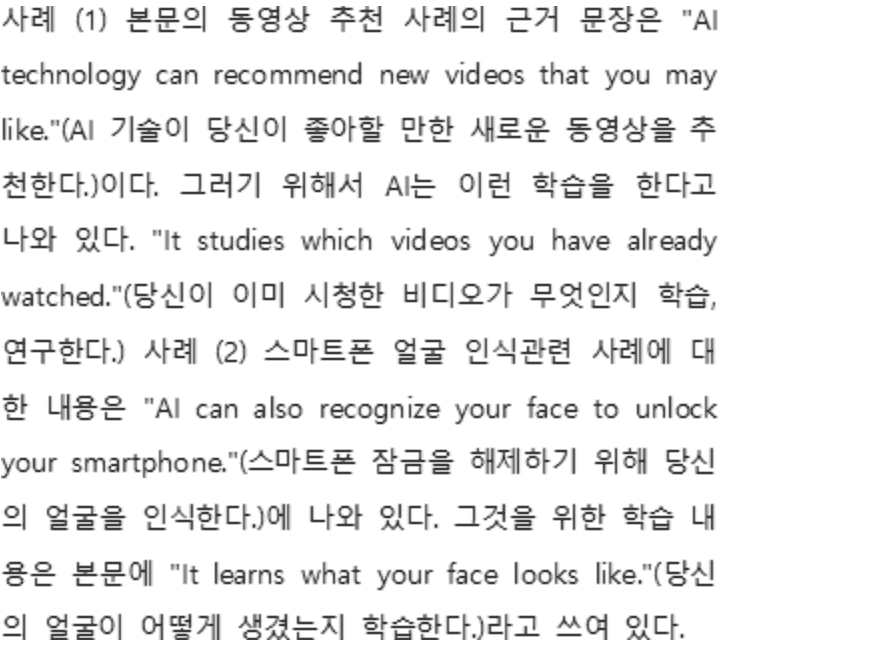 사례 (1) 본문의 동영상 추천 사례의 근거 문장은 "AI
technology can recommend new videos that you may
like."(AI 기술이 당신이 좋아할 만한 새로운 동영상을 추
천한다.)이다. 그러기 위해서 AI는 이런 학습을 한다고
나와 있다. "It studies which videos you have already
watched."(당신이 이미 시청한 비디오가 무엇인지 학습,
연구한다.) 사례 (2) 스마트폰 얼굴 인식관련 사례에 대
한 내용은 "AI can also recognize your face to unlock
your smartphone."(스마트폰 잠금을 해제하기 위해 당신
의 얼굴을 인식한다.)에 나와 있다. 그것을 위한 학습 내
용은 본문에 "It learns what your face looks like."(당신
의 얼굴이 어떻게 생겼는지 학습한다.)라고 쓰여 있다.